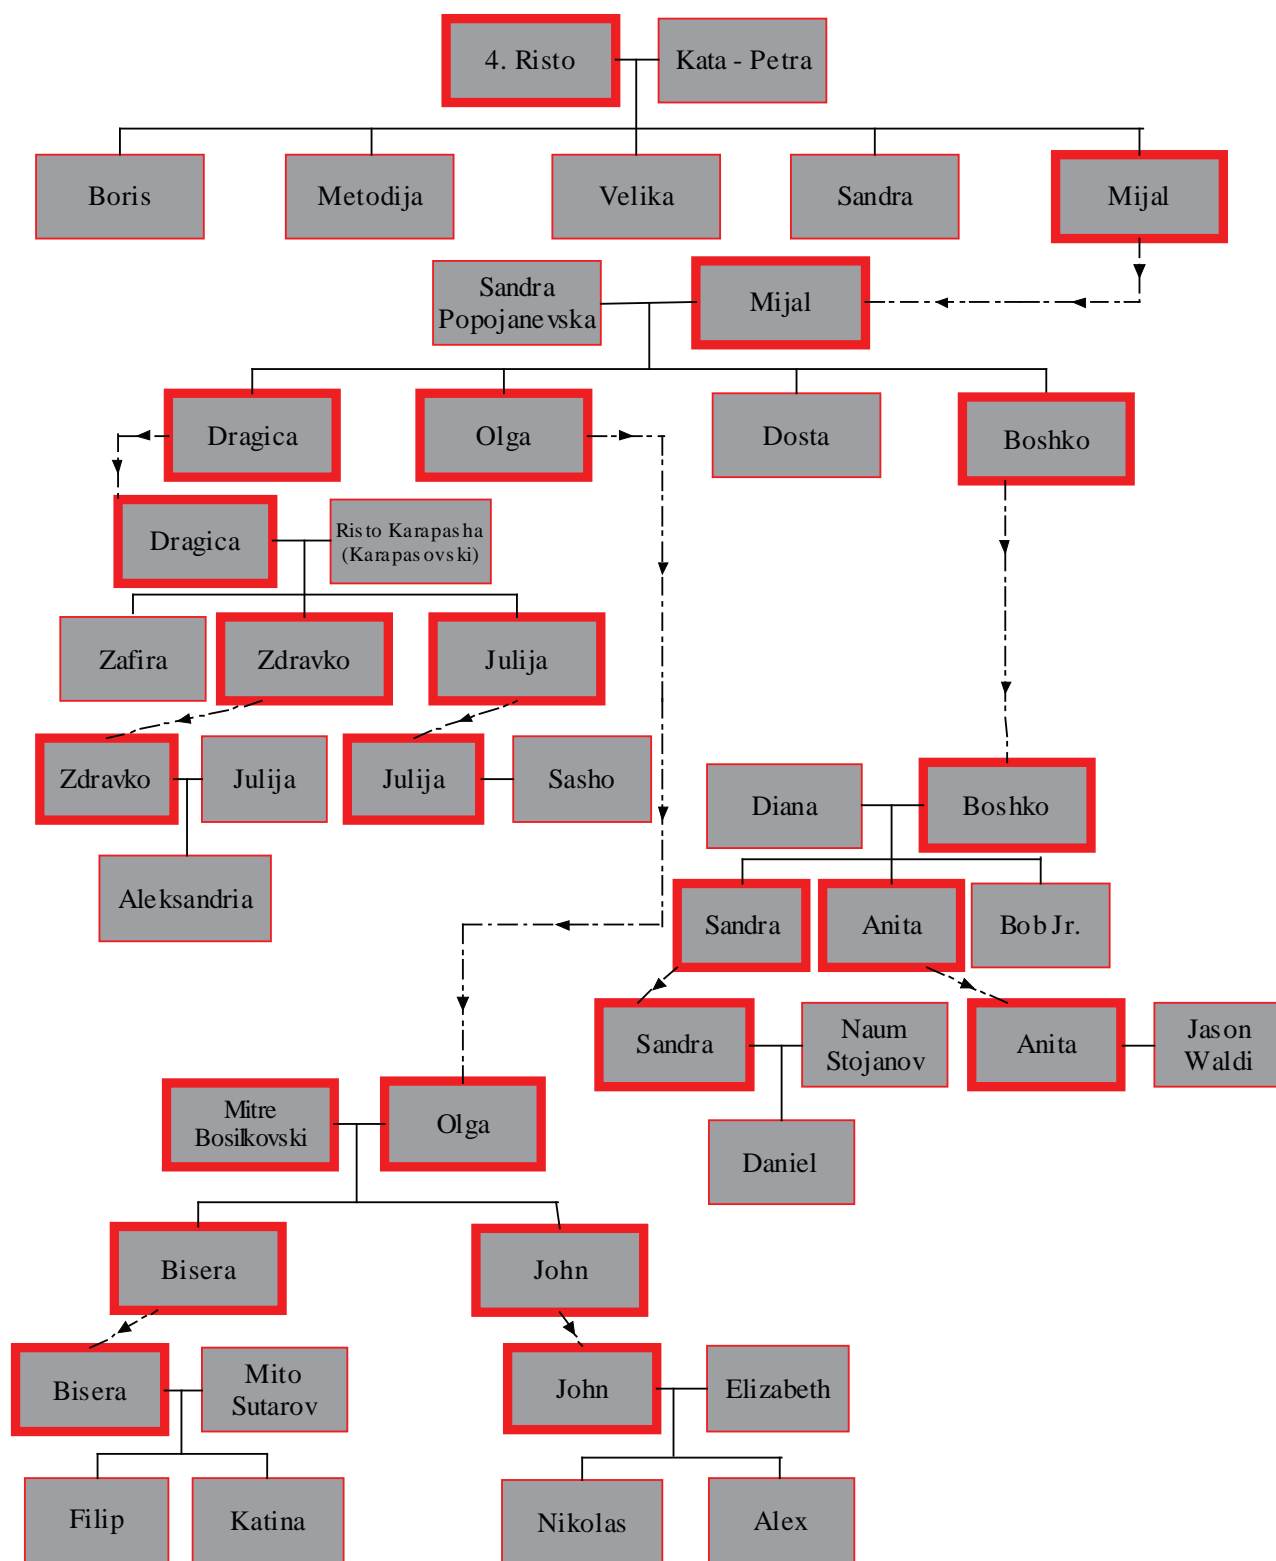 4. Risto
Kata - Petra
Boris
Metodija
Velika
Sandra
Mijal
Sandra
Popojanevska
Mijal
Dragica
Olga
Dosta
Boshko
Dragica
Risto Karapasha
(Karapasovski)
Zafira
Zdravko
Julija
Zdravko
Julija
Julija
Sasho
Diana
Boshko
Aleksandria
Sandra
Anita
Bob Jr.
Sandra
Naum
Stojanov
Anita
Jason
Waldi
Mitre
Bosilkovski
Olga
Daniel
Bisera
John
Bisera
Mito
Sutarov
John
Elizabeth
Filip
Katina
Nikolas
Alex